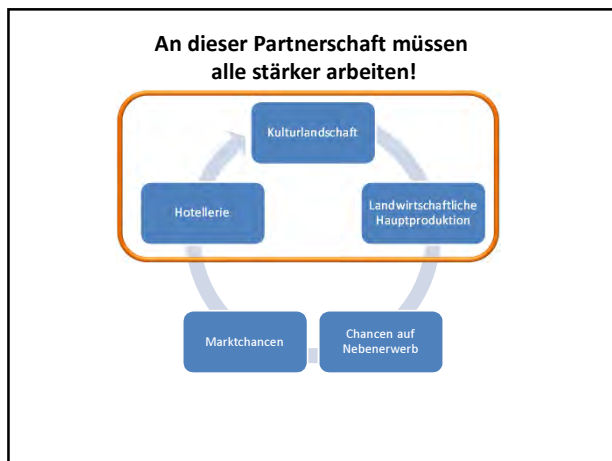 An dieser Partnerschaft müssen
alle stärker arbeiten!
Kulturlandschaft
Hotellerie
Landwirtschaftliche
Hauptproduktion
Marktchancen
Chancen auf
Nebenerwerb